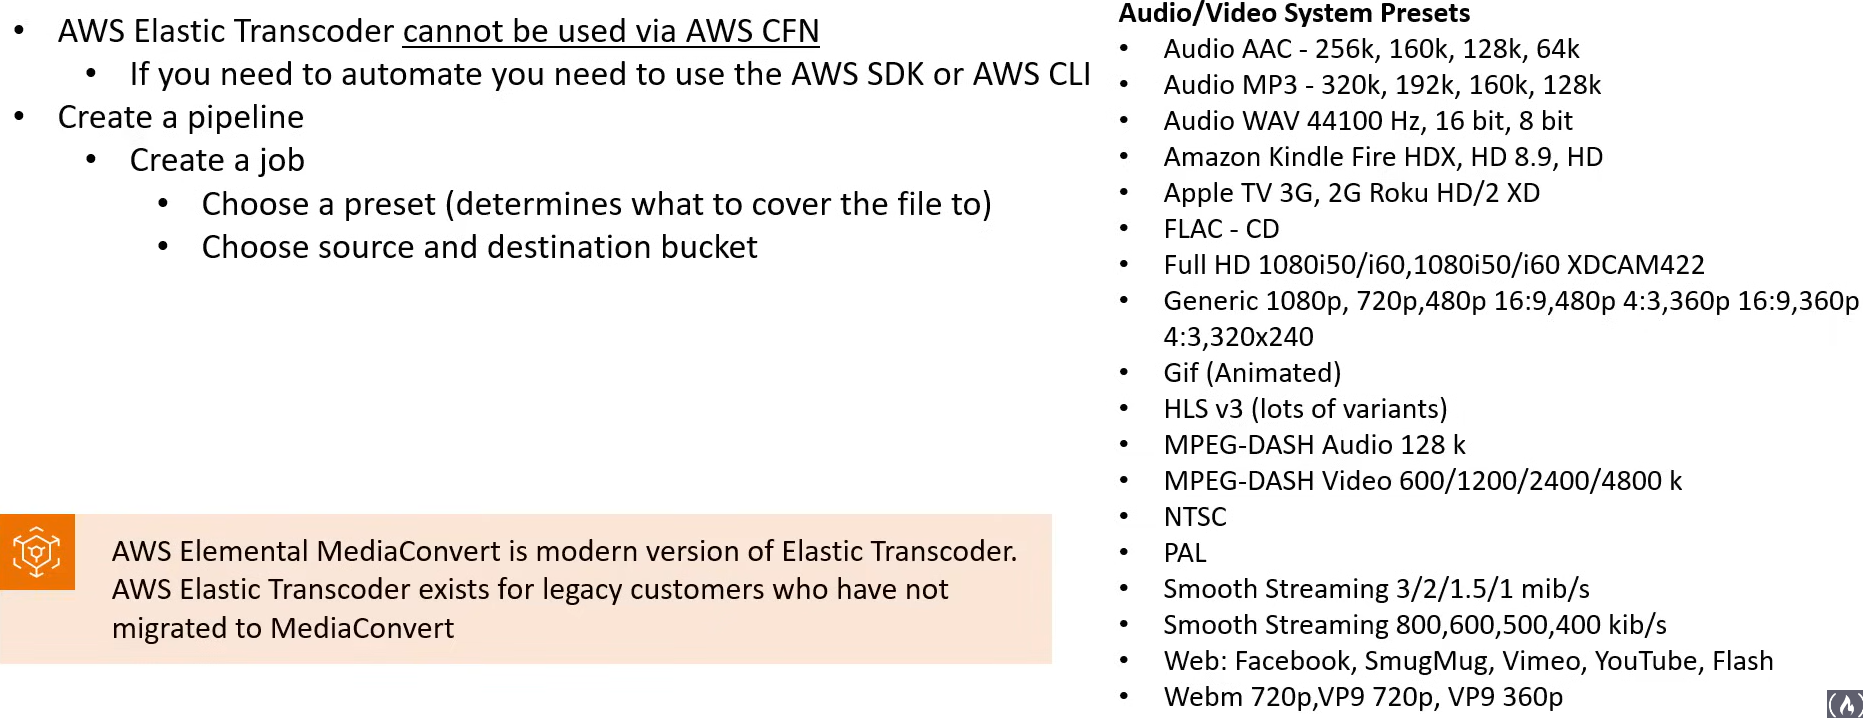 • AWS Elastic Transcoder cannot be used via AWS CFN
• If you need to automate you need to use the AWS SDK or AWS CLI
• Create a pipeline
• Create a job
• Choose a preset (determines what to cover the file to)
• Choose source and destination bucket
AWS Elemental MediaConvert is modern version of Elastic Transcoder.
AWS Elastic Transcoder exists for legacy customers who have not
migrated to MediaConvert
Audio/Video System Presets
• Audio AAC - 256k, 160k, 128k, 64k
• Audio MP3 - 320k, 192k, 160k, 128k
• Audio WAV 44100 Hz, 16 bit, 8 bit
• Amazon Kindle Fire HDX, HD 8.9, HD
• Apple TV 3G, 2G Roku HD/2 XD
• FLAC - CD
• Full HD 1080i50/i60,1080i50/i60 XDCAM422
• Generic 1080p, 720p,480p 16:9,480p 4:3,360p 16:9,360p
4:3,320x240
• Gif (Animated)
• HLS v3 (lots of variants)
• MPEG-DASH Audio 128 k
• MPEG-DASH Video 600/1200/2400/4800 k
• NTSC
• PAL
• Smooth Streaming 3/2/1.5/1 mib/s
• Smooth Streaming 800,600,500,400 kib/s
• Web: Facebook, SmugMug, Vimeo, YouTube, Flash
• Webm 720p,VP9 720p, VP9 360p